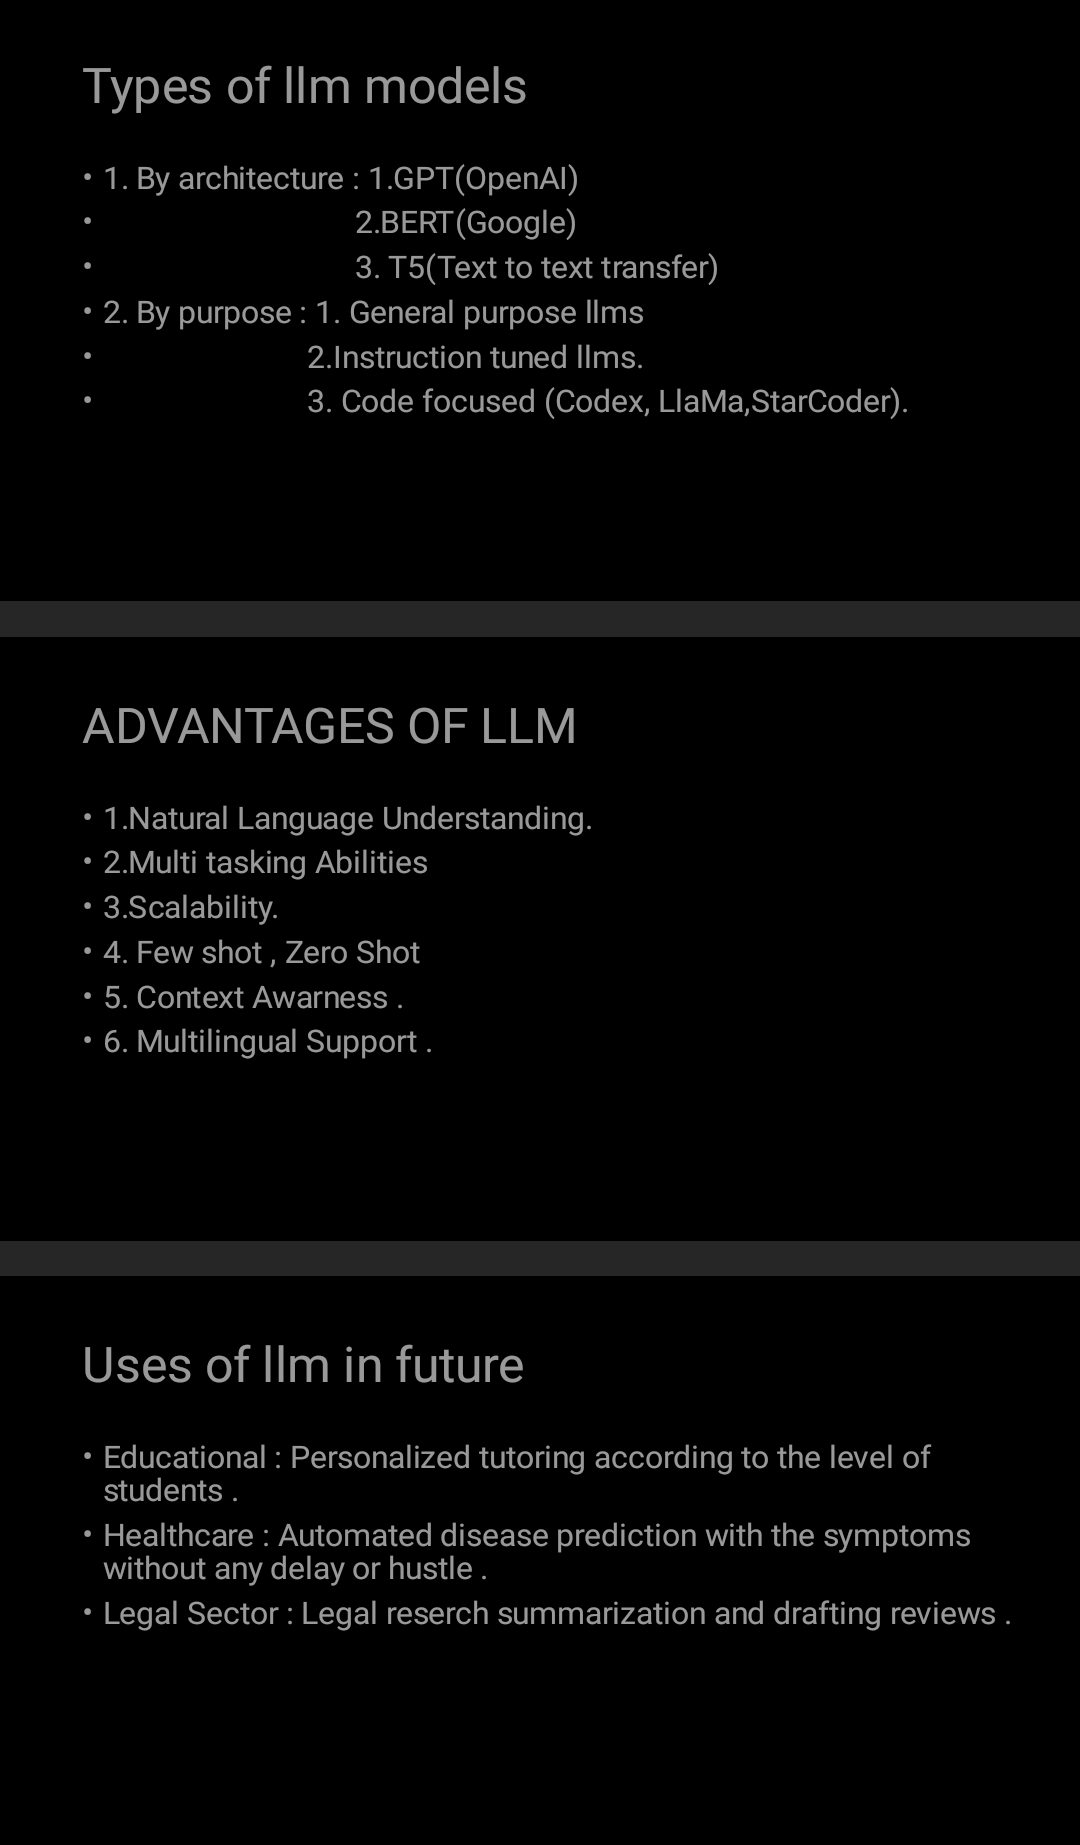 Types of llm models
• 1. By architecture : 1.GPT(OpenAI)
• 2.BERT(Google)
• 3. T5(Text to text transfer)
• 2. By purpose : 1. General purpose llms
• 2.Instruction tuned llms.
• 3. Code focused (Codex, LlaMa,StarCoder).
ADVANTAGES OF LLM
• 1.Natural Language Understanding.
• 2.Multi tasking Abilities
• 3.Scalability.
• 4. Few shot , Zero Shot
• 5. Context Awarness .
• 6. Multilingual Support .
Uses of llm in future
• Educational : Personalized tutoring according to the level of
students .
• Healthcare : Automated disease prediction with the symptoms
without any delay or hustle .
• Legal Sector : Legal reserch summarization and drafting reviews .